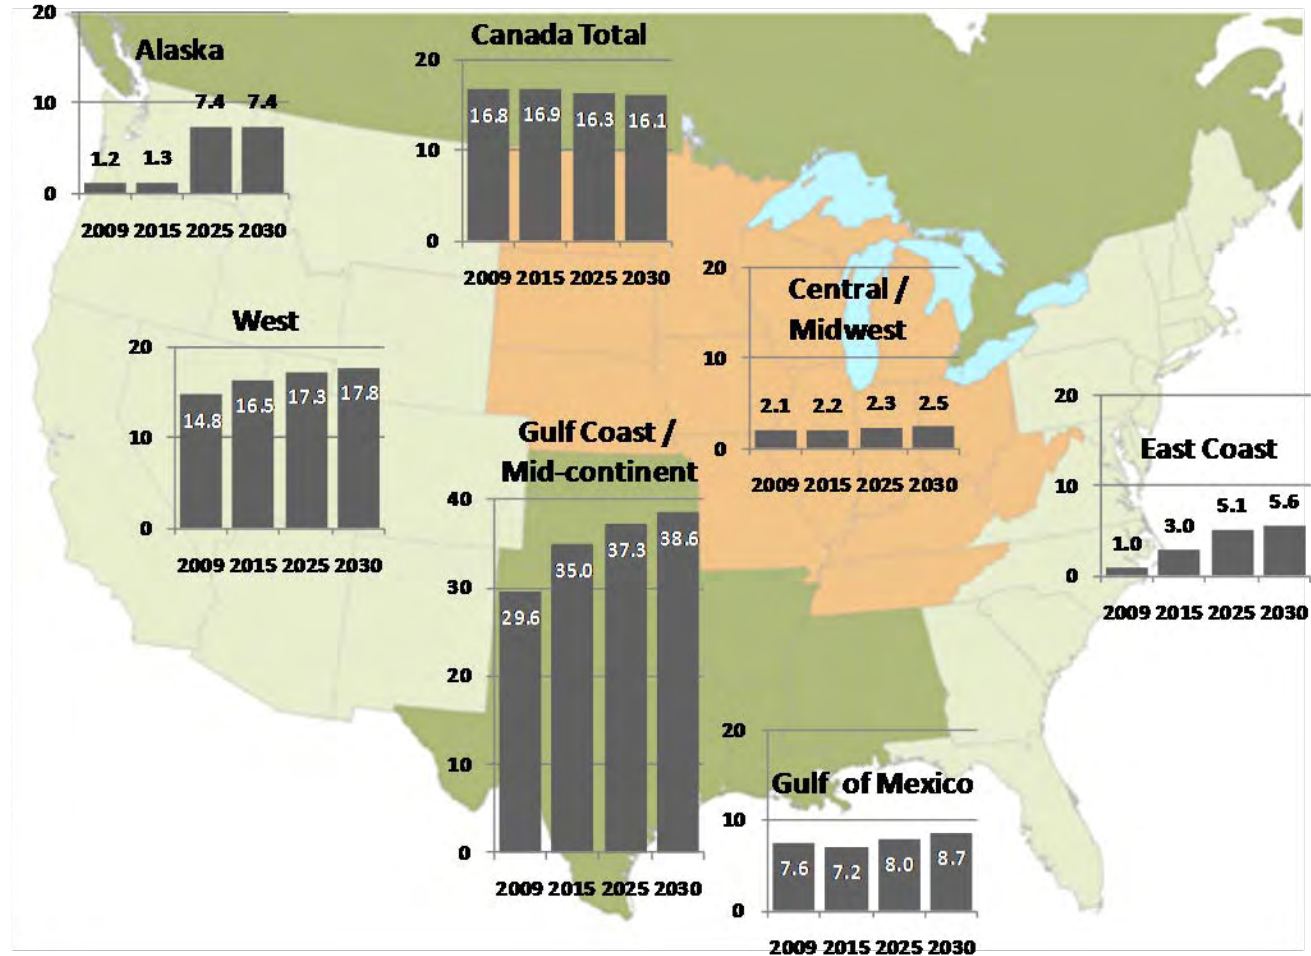 Alaska
20
10
0
7.4 7.4
1.2 1.3
2009 2015 2025 2030
Canada Total
20
10
0
16.8 16.9 16.3 16.1
2009 2015 2025 2030
West
20
10
0
14.8 16.5 17.3 17.8
2009 2015 2025 2030
Central /
Midwest
20
10
0
2.1 2.2 2.3 2.5
2009 2015 2025 2030
Gulf Coast /
Mid-continent
40
30
20
10
0
29.6 35.0 37.3 38.6
2009 2015 2025 2030
East Coast
20
10
0
1.0 3.0 5.1 5.6
2009 2015 2025 2030
Gulf of Mexico
20
10
0
7.6 7.2 8.0 8.7
2009 2015 2025 2030